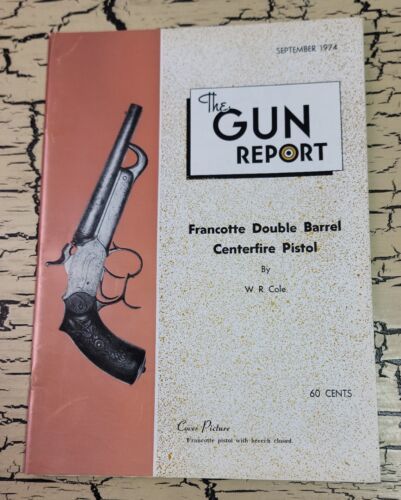 SEPTEMBER 1974
The
GUN
REPORT
Francotte Double Barrel
Centerfire Pistol
By
W. R. Cole
60 CENTS
Cover Picture
Francotte pistol with breech closed.